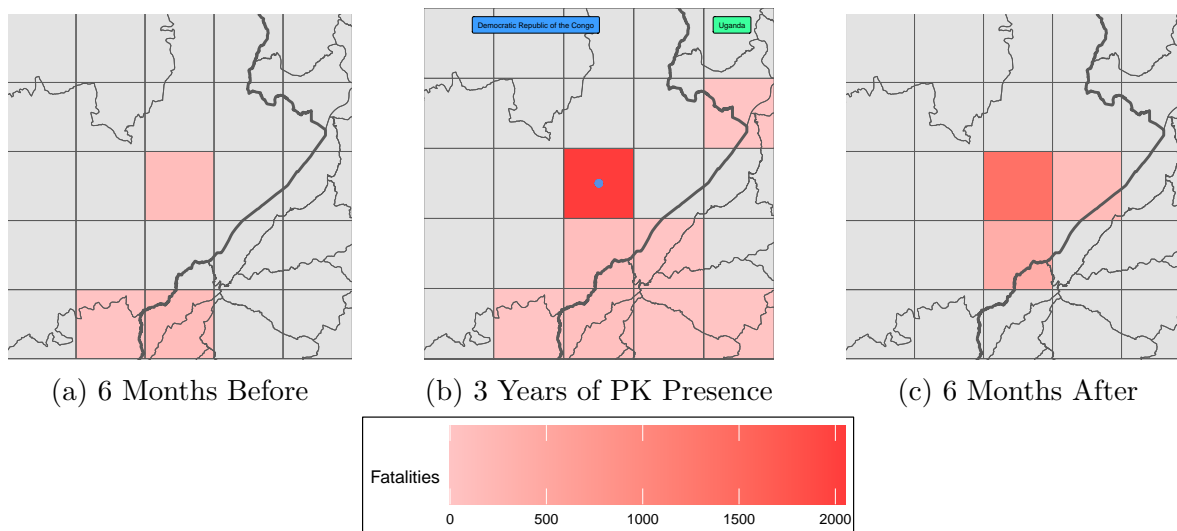 Democratic Republic of the Congo
Uganda
(a) 6 Months Before
(b) 3 Years of PK Presence
(c) 6 Months After
Fatalities
0 500 1000 1500 2000